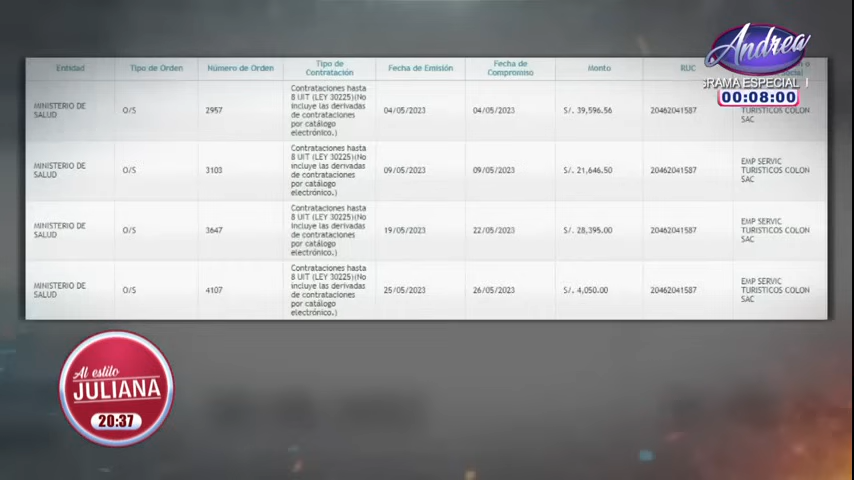 Andrea
RAMA ESPECIAL
00:08:00
Entidad
Tipo de Orden
Número de Orden
Tipo de
Contratación
Fecha de Emisión
Fecha de
Compromiso
Monto
RUC
MINISTERIO DE
SALUD
O/S
2957
Contrataciones hasta
8 UIT (LEY 30225)(No
incluye las derivadas
de contrataciones
por catálogo
electrónico.)
04/05/2023
04/05/2023
S/. 39,596.56
20462041587
TURISTICOS COLON
SAC
MINISTERIO DE
SALUD
O/S
3103
Contrataciones hasta
8 UIT (LEY 30225)(No
incluye las derivadas
de contrataciones
por catálogo
electrónico.)
09/05/2023
09/05/2023
S/. 21,646.50
20462041587
EMP SERVIC
TURISTICOS COLON
SAC
MINISTERIO DE
SALUD
O/S
3647
Contrataciones hasta
8 UIT (LEY 30225)(No
incluye las derivadas
de contrataciones
por catálogo
electrónico.)
19/05/2023
22/05/2023
S/. 28,395.00
20462041587
EMP SERVIC
TURISTICOS COLON
SAC
MINISTERIO DE
SALUD
O/S
4107
Contrataciones hasta
8 UIT (LEY 30225)(No
incluye las derivadas
de contrataciones
por catálogo
electrónico.)
25/05/2023
26/05/2023
S/. 4,050.00
20462041587
EMP SERVIC
TURISTICOS COLON
SAC
Al estilo
JULIANA
20:37